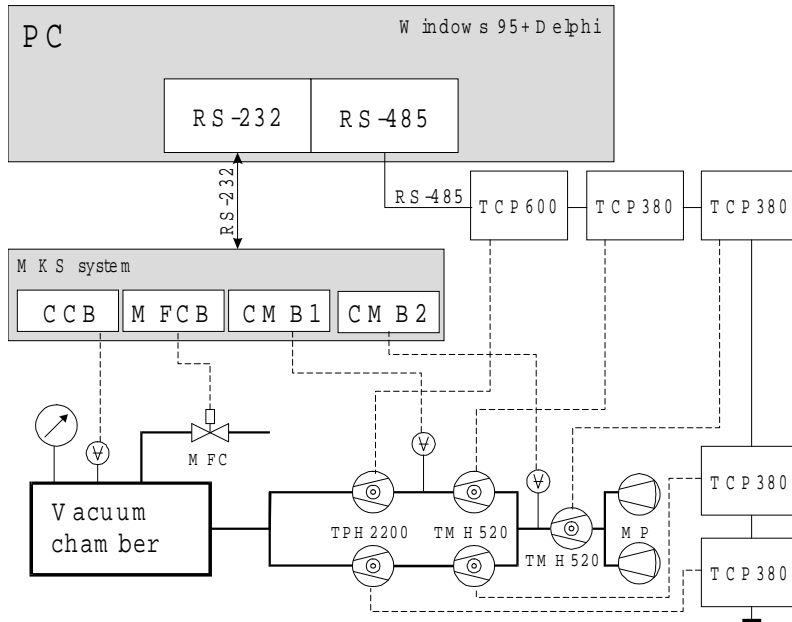 PC
Windows 95+Delphi
RS-232
RS-485
RS-232
RS-485
TCP600
TCP380
TCP380
MKS system
CCB
MFCB
CMB1
CMB2
MFC
Vacuum
chamber
TPH2200
TMH520
TMH520
MP
TCP380
TCP380